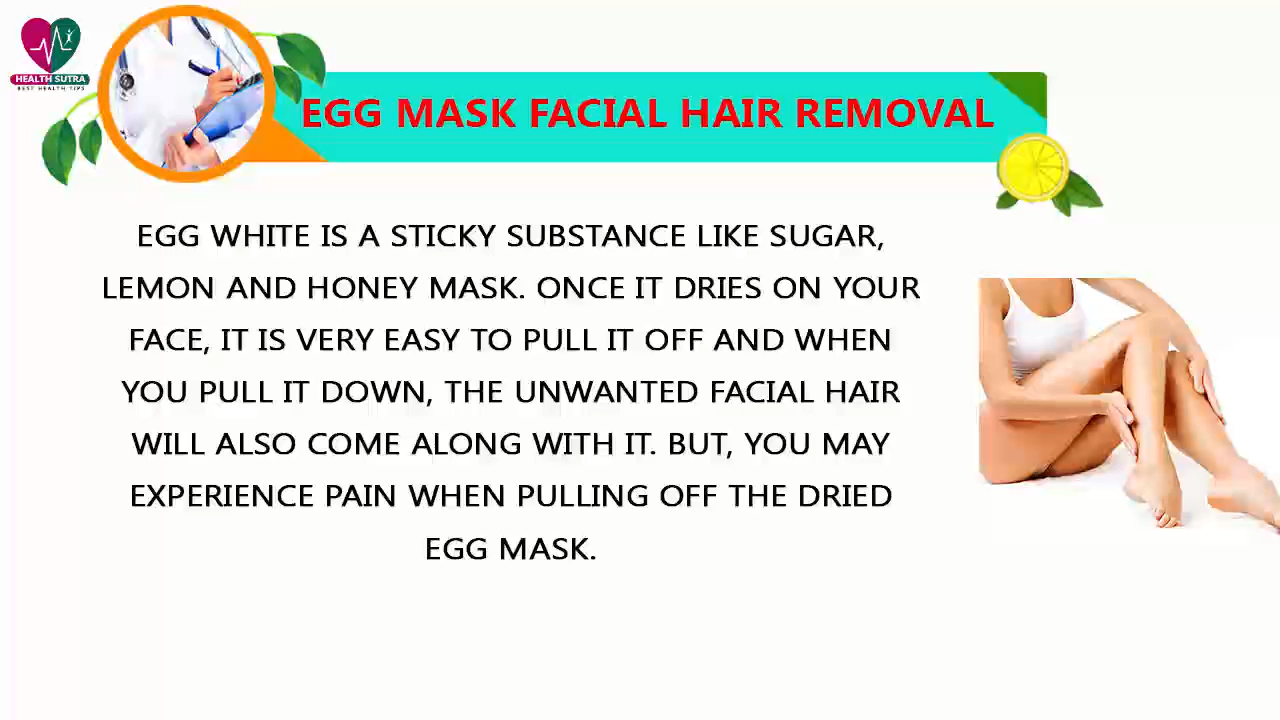 HEALTH SUTRA
BEST HEALTH TIPS
EGG MASK FACIAL HAIR REMOVAL
EGG WHITE IS A STICKY SUBSTANCE LIKE SUGAR,
LEMON AND HONEY MASK. ONCE IT DRIES ON YOUR
FACE, IT IS VERY EASY TO PULL IT OFF AND WHEN
YOU PULL IT DOWN, THE UNWANTED FACIAL HAIR
WILL ALSO COME ALONG WITH IT. BUT, YOU MAY
EXPERIENCE PAIN WHEN PULLING OFF THE DRIED
EGG MASK.